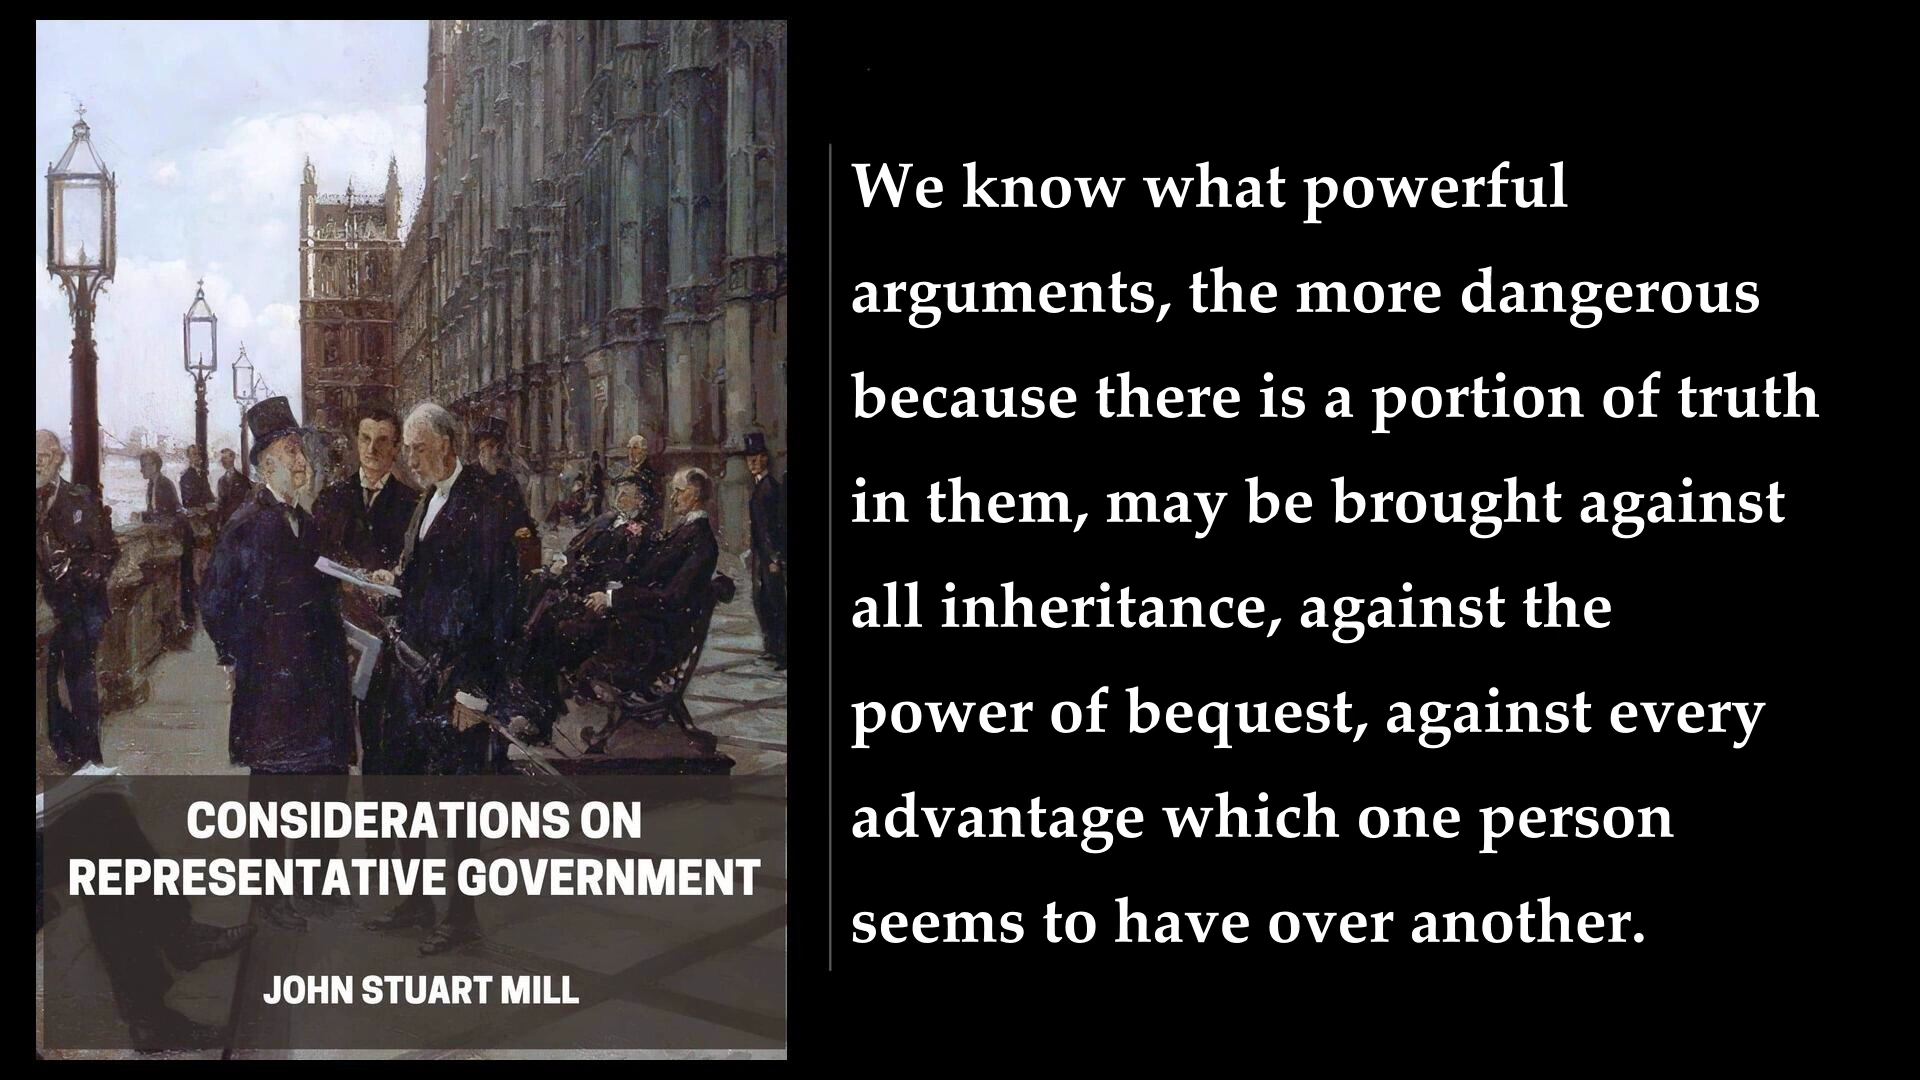 We know what powerful
arguments, the more dangerous
because there is a portion of truth
in them, may be brought against
all inheritance, against the
power of bequest, against every
advantage which one person
seems to have over another.
CONSIDERATIONS ON
REPRESENTATIVE GOVERNMENT
JOHN STUART MILL